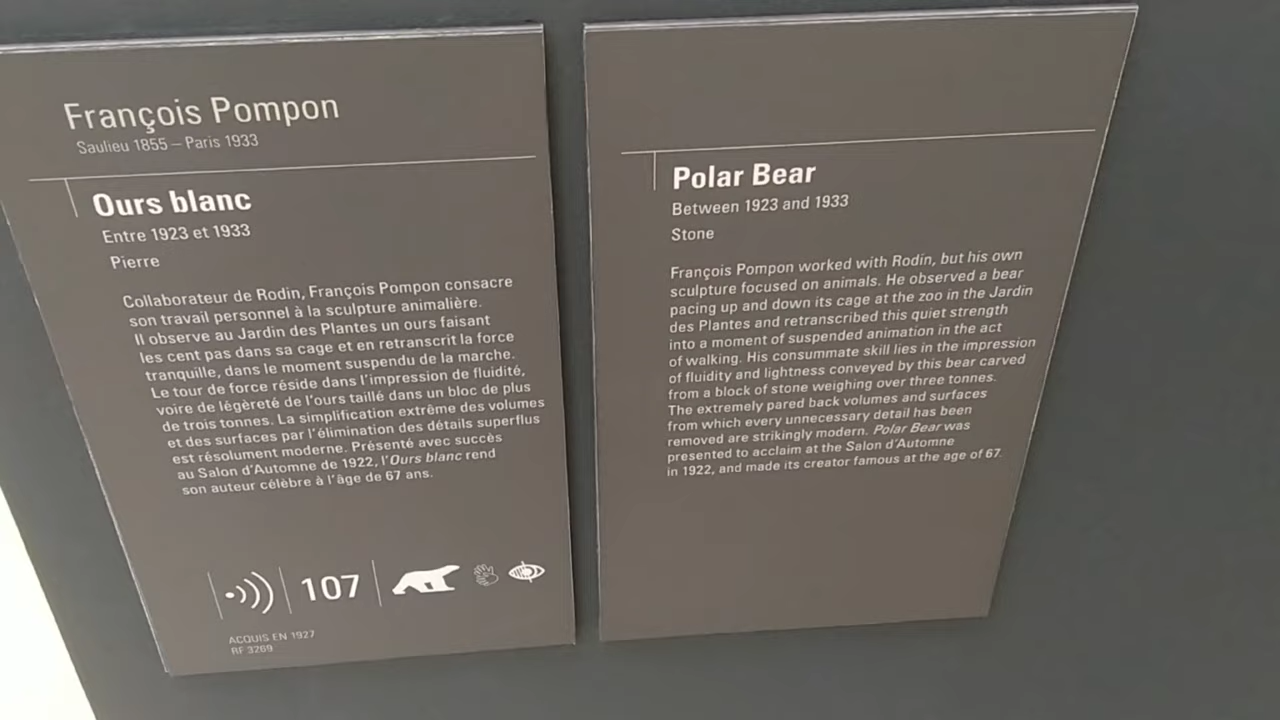 François Pompon
Saulieu 1855 – Paris 1933
Ours blanc
Entre 1923 et 1933
Pierre
Collaborateur de Rodin, François Pompon consacre
son travail personnel à la sculpture animalière.
Il observe au Jardin des Plantes un ours faisant
les cent pas dans sa cage et en retranscrit la force
tranquille, dans le moment suspendu de la marche.
Le tour de force réside dans l'impression de fluidité,
voire de légèreté de l'ours taillé dans un bloc de plus
de trois tonnes. La simplification extrême des volumes
et des surfaces par l'élimination des détails superflus
est résolument moderne. Présenté avec succès
au Salon d'Automne de 1922, l'Ours blanc rend
son auteur célèbre à l'âge de 67 ans.
107
ACQUIS EN 1927
RF 3269
Polar Bear
Between 1923 and 1933
Stone
François Pompon worked with Rodin, but his own
sculpture focused on animals. He observed a bear
pacing up and down its cage at the zoo in the Jardin
des Plantes and retranscribed this quiet strength
into a moment of suspended animation in the act
of walking. His consummate skill lies in the impression
of fluidity and lightness conveyed by this bear carved
from a block of stone weighing over three tonnes.
The extremely pared back volumes and surfaces
from which every unnecessary detail has been
removed are strikingly modern. Polar Bear was
presented to acclaim at the Salon d'Automne
in 1922, and made its creator famous at the age of 67.